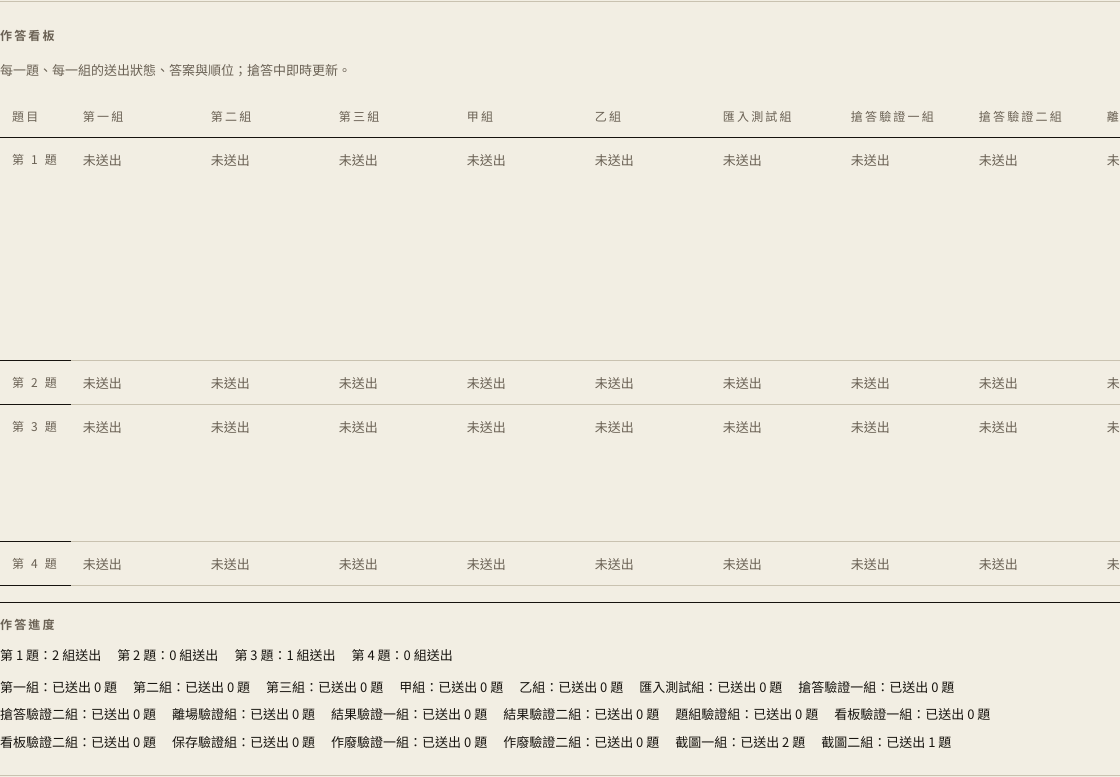 作答看板
每一題、每一組的送出狀態、答案與順位；搶答中即時更新。
題目 第一組 第二組 第三組 甲組 乙組 匯入測試組 搶答驗證一組 搶答驗證二組 離
第 1 題 未送出 未送出 未送出 未送出 未送出 未送出 未送出 未送出 未
第 2 題 未送出 未送出 未送出 未送出 未送出 未送出 未送出 未送出 未
第 3 題 未送出 未送出 未送出 未送出 未送出 未送出 未送出 未送出 未
第 4 題 未送出 未送出 未送出 未送出 未送出 未送出 未送出 未送出 未
作答進度
第 1 題：2 組送出 第 2 題：0 組送出 第 3 題：1 組送出 第 4 題：0 組送出
第一組：已送出 0 題 第二組：已送出 0 題 第三組：已送出 0 題 甲組：已送出 0 題 乙組：已送出 0 題 匯入測試組：已送出 0 題 搶答驗證一組：已送出 0 題
搶答驗證二組：已送出 0 題 離場驗證組：已送出 0 題 結果驗證一組：已送出 0 題 結果驗證二組：已送出 0 題 題組驗證組：已送出 0 題 看板驗證一組：已送出 0 題
看板驗證二組：已送出 0 題 保存驗證組：已送出 0 題 作廢驗證一組：已送出 0 題 作廢驗證二組：已送出 0 題 截圖一組：已送出 2 題 截圖二組：已送出 1 題